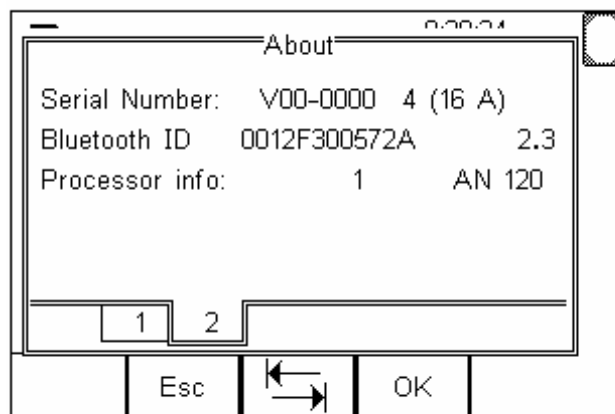 About
Serial Number: V00-0000 4 (16 A)
Bluetooth ID 0012F300572A 2.3
Processor info: 1 AN 120
1 2
Esc OK